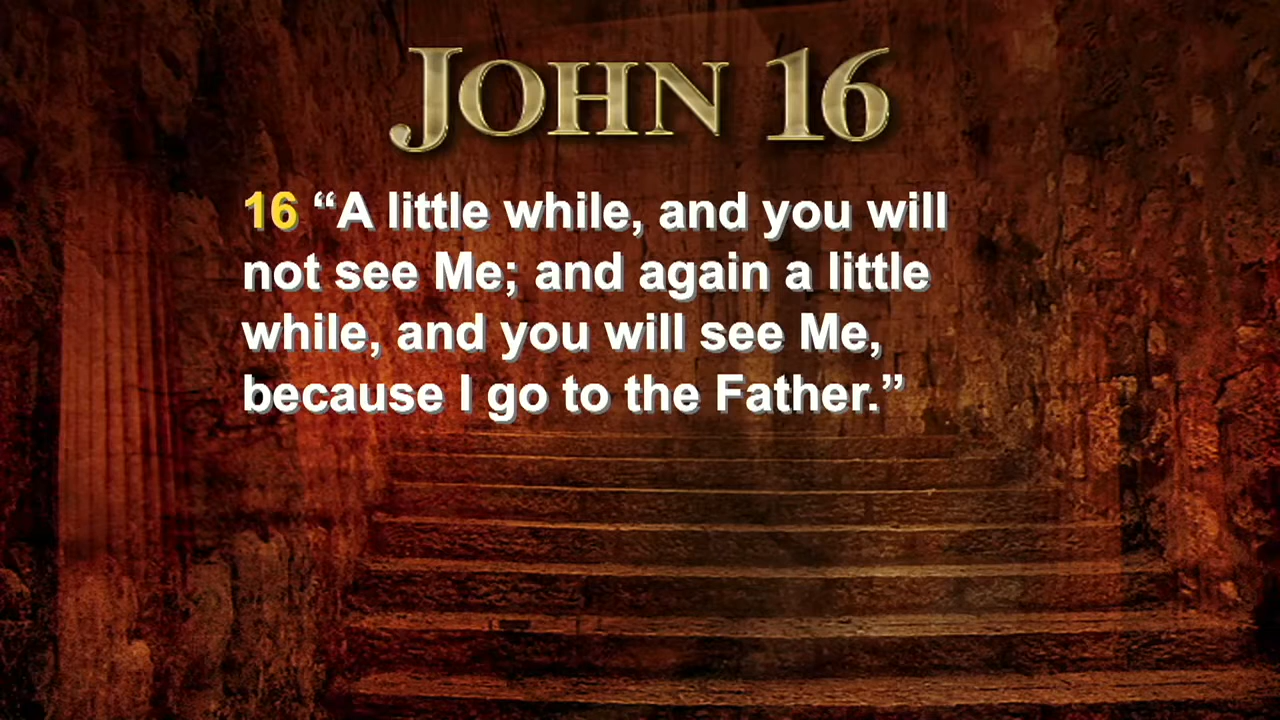 JOHN 16
16 “A little while, and you will
not see Me; and again a little
while, and you will see Me,
because I go to the Father.”